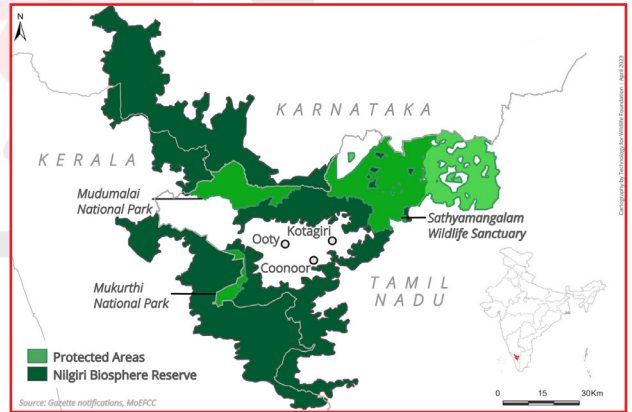 N
KARNATAKA
KERALA
Mudumalai
National Park
Ooty
Kotagiri
Coonoor
Sathyamangalam
Wildlife Sanctuary
TAMIL
NADU
Mukurthi
National Park
Protected Areas
Nilgiri Biosphere Reserve
0 15 30Km
Source: Gazette notifications, MoEFCC
Cartography by Technology for Wildlife Foundation | April 2023